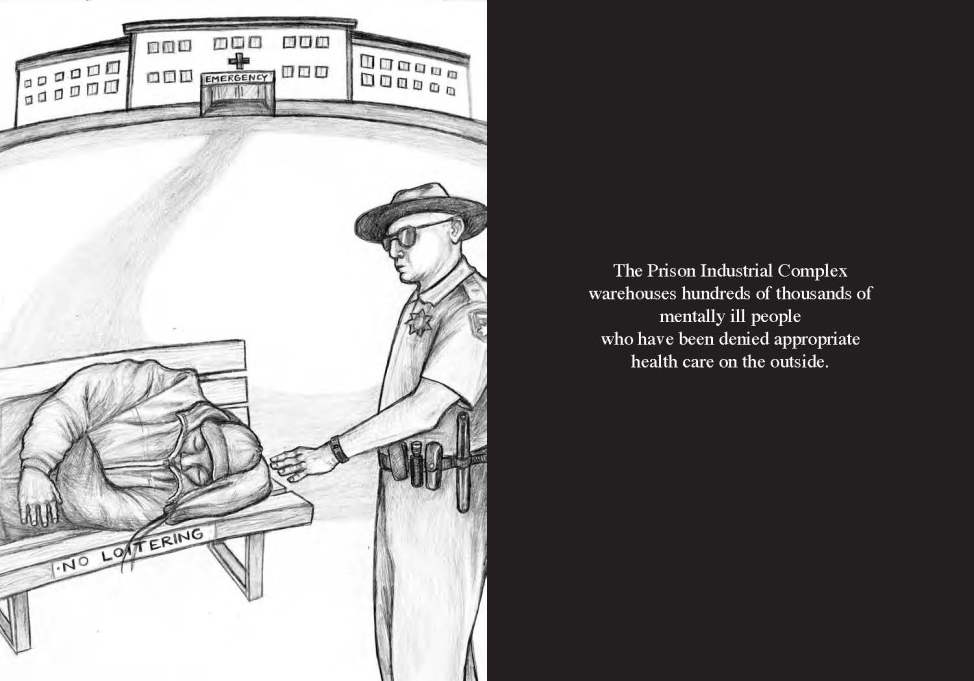 EMERGENCY
NO LOITERING
The Prison Industrial Complex
warehouses hundreds of thousands of
mentally ill people
who have been denied appropriate
health care on the outside.